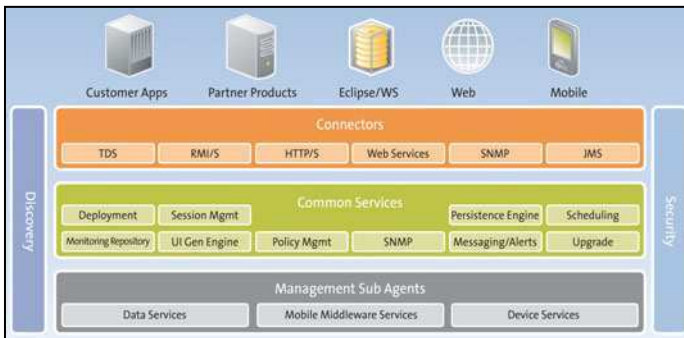 Customer Apps Partner Products Eclipse/WS Web Mobile
Discovery
Connectors
TDS RMI/S HTTP/S Web Services SNMP JMS
Common Services
Deployment Session Mgmt Persistence Engine Scheduling
Monitoring Repository UI Gen Engine Policy Mgmt SNMP Messaging/Alerts Upgrade
Management Sub Agents
Data Services Mobile Middleware Services Device Services
Security